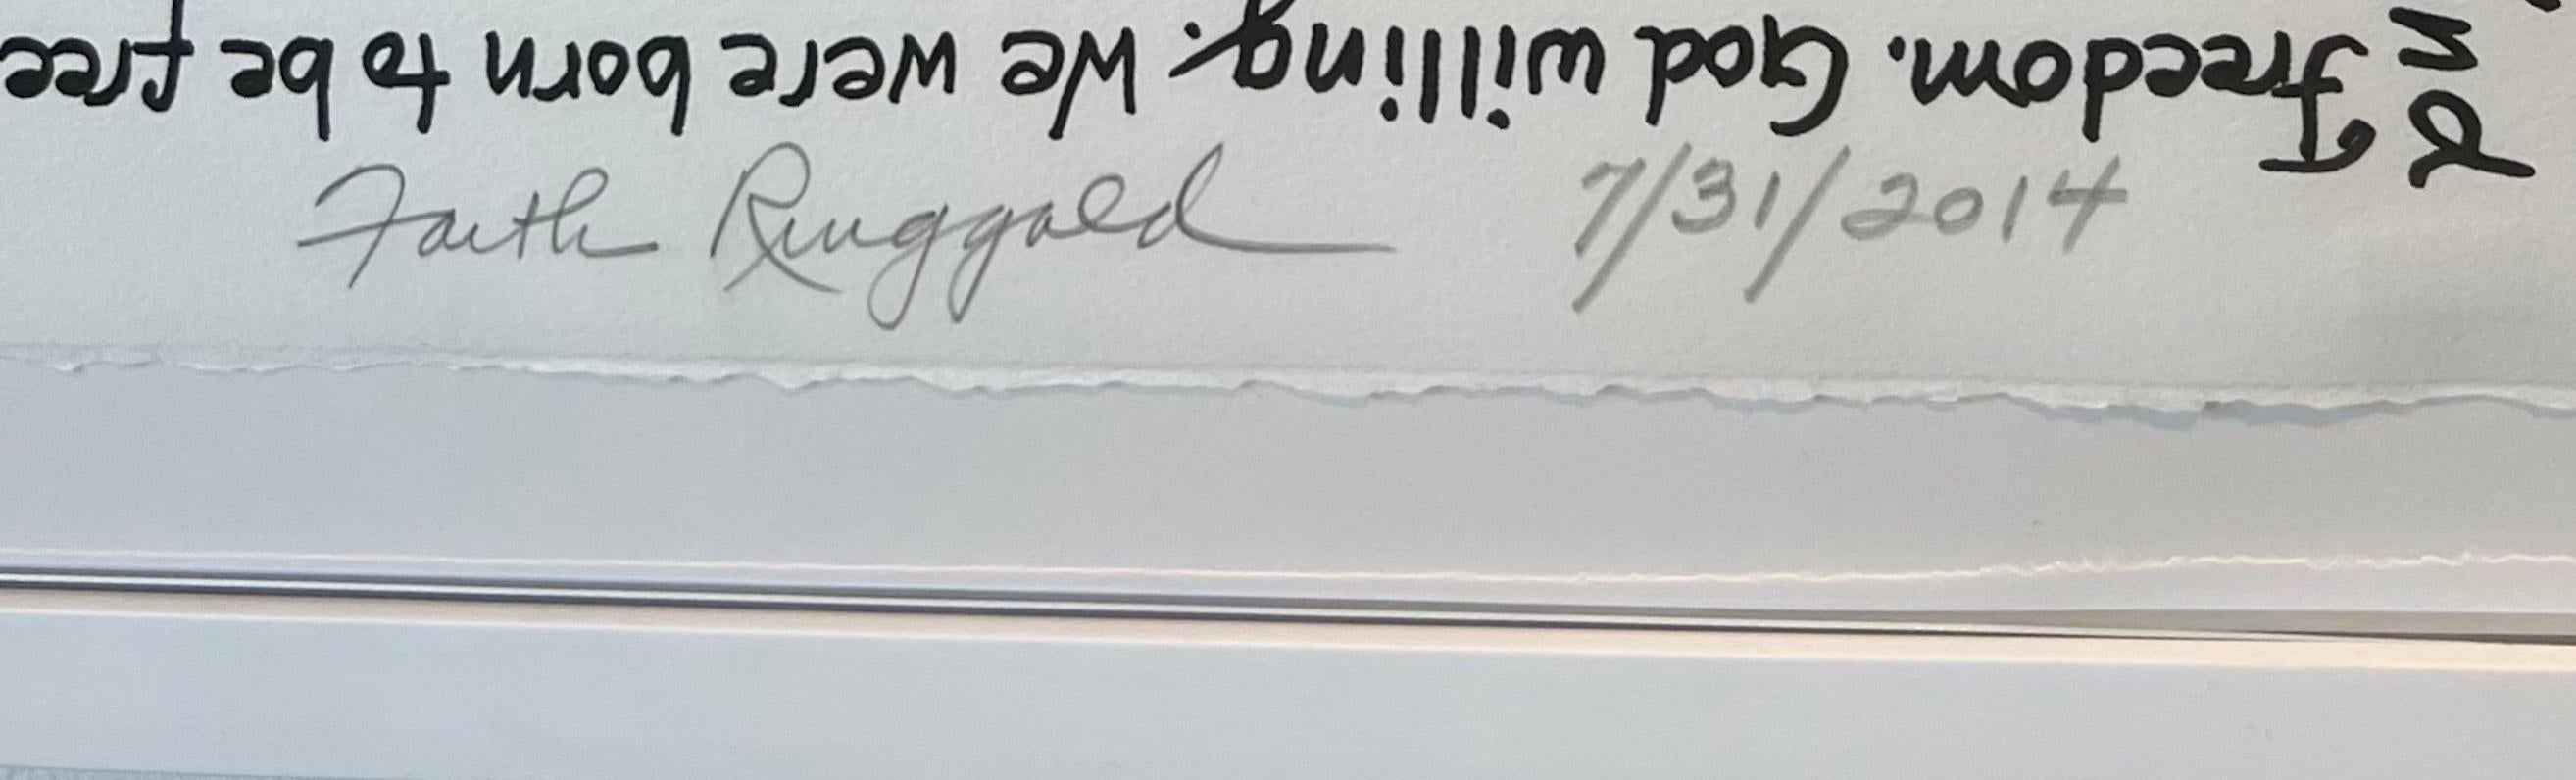 Freedom. God willing. We were born to be free
Faith Ringgold 7/31/2014